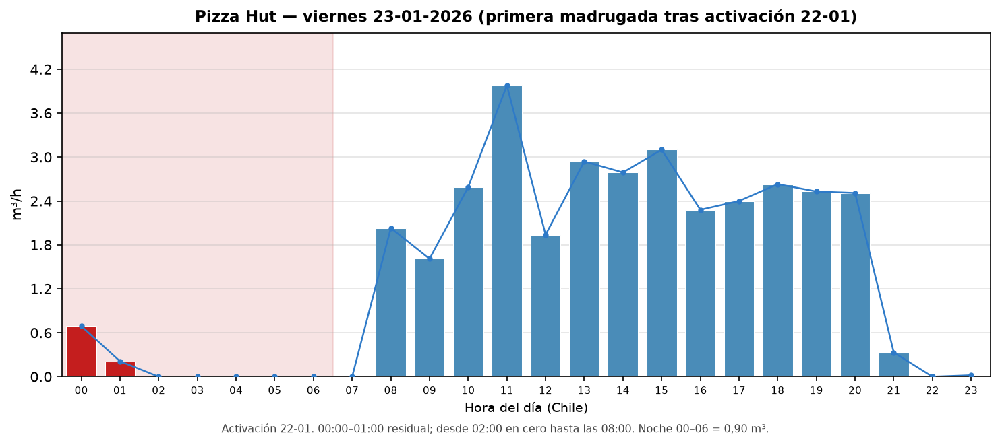 Pizza Hut — viernes 23-01-2026 (primera madrugada tras activación 22-01)
m³/h
4.2
3.6
3.0
2.4
1.8
1.2
0.6
0.0
00 01 02 03 04 05 06 07 08 09 10 11 12 13 14 15 16 17 18 19 20 21 22 23
Hora del día (Chile)
Activación 22-01. 00:00–01:00 residual; desde 02:00 en cero hasta las 08:00. Noche 00–06 = 0,90 m³.